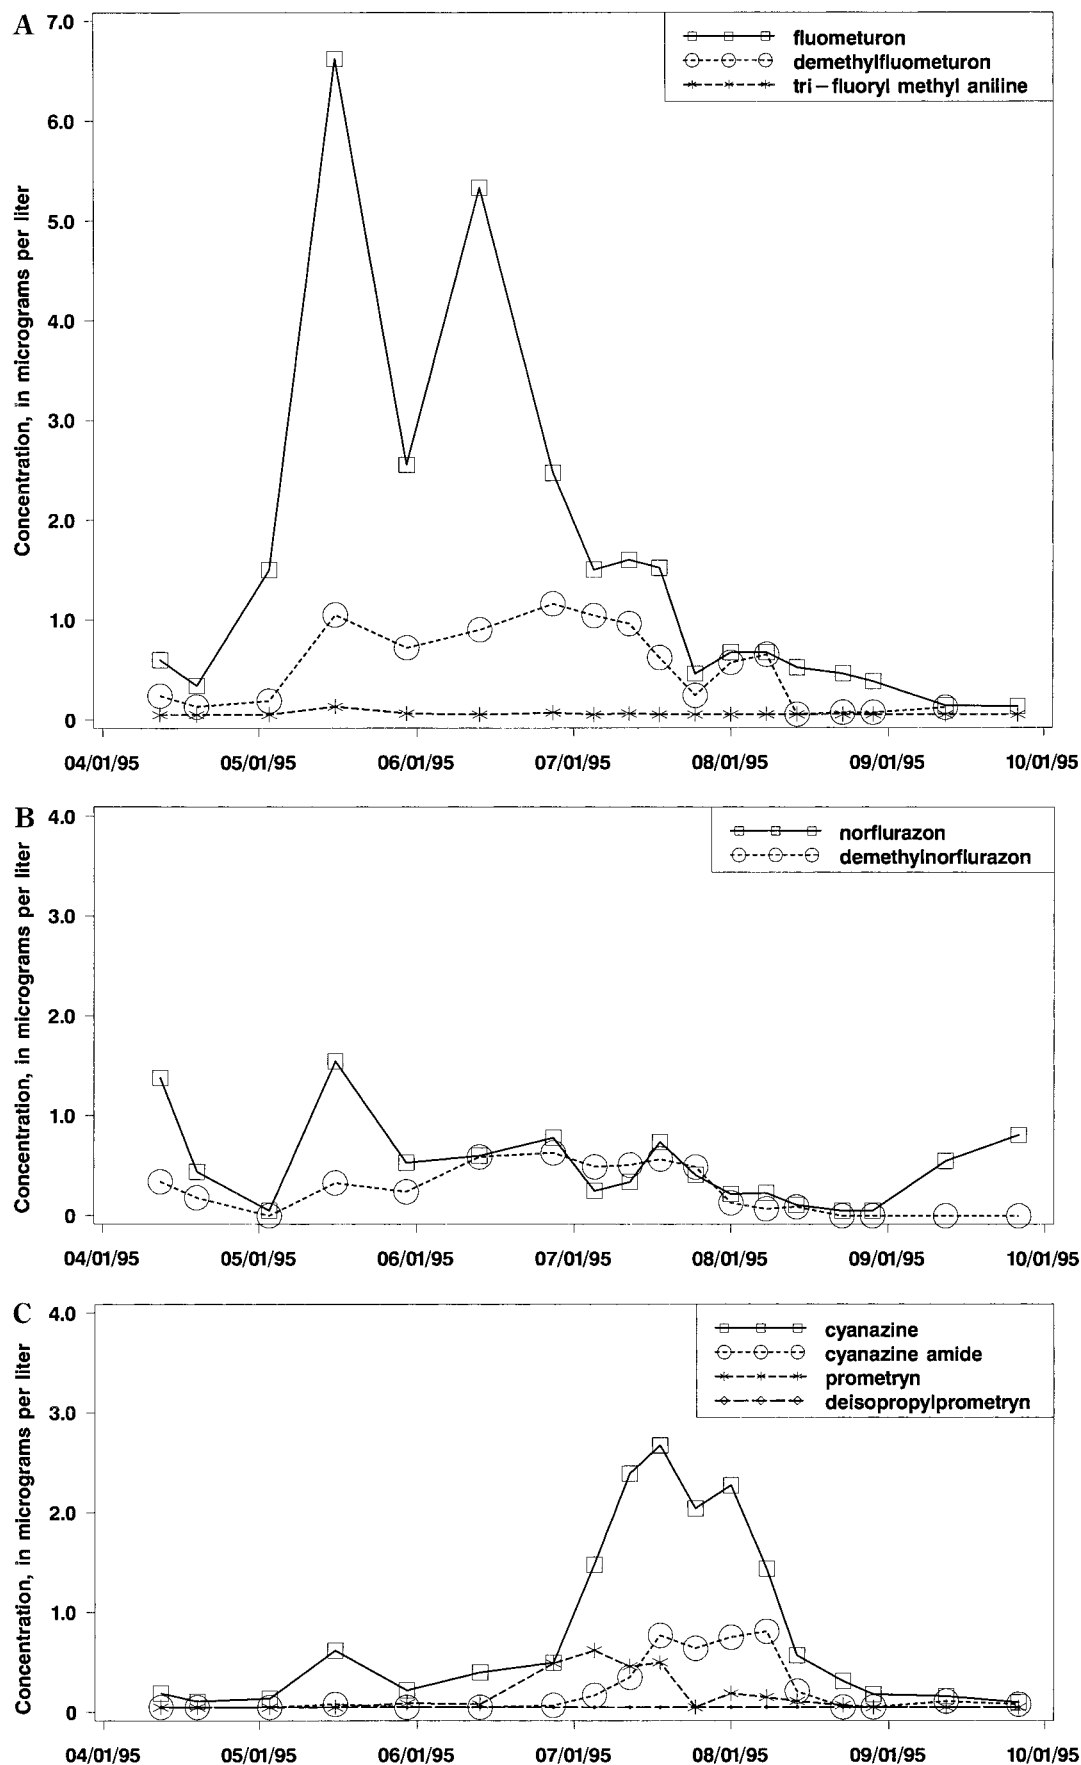 A
7.0
6.0
5.0
4.0
3.0
2.0
1.0
0
Concentration, in micrograms per liter
fluometuron
demethylfluometuron
tri-fluoryl methyl aniline
04/01/95 05/01/95 06/01/95 07/01/95 08/01/95 09/01/95 10/01/95
B
4.0
3.0
2.0
1.0
0
Concentration, in micrograms per liter
norflurazon
demethylnorflurazon
04/01/95 05/01/95 06/01/95 07/01/95 08/01/95 09/01/95 10/01/95
C
4.0
3.0
2.0
1.0
0
Concentration, in micrograms per liter
cyanazine
cyanazine amide
prometryn
deisopropylprometryn
04/01/95 05/01/95 06/01/95 07/01/95 08/01/95 09/01/95 10/01/95